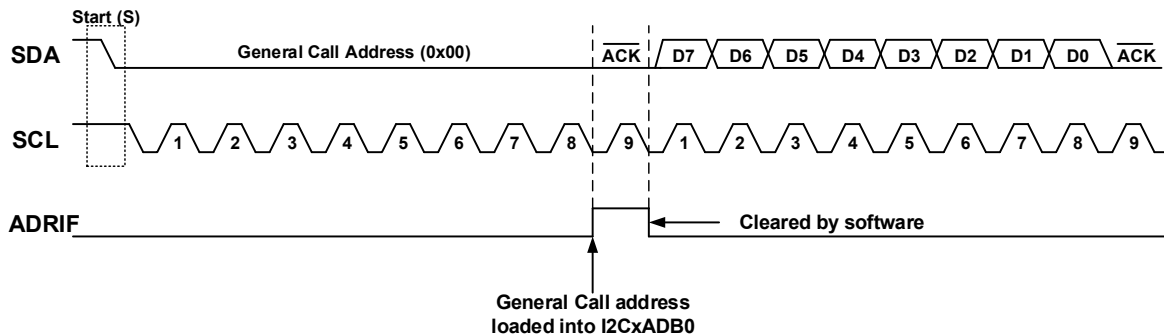 Start (S)
SDA General Call Address (0x00) ACK D7 D6 D5 D4 D3 D2 D1 D0 ACK
SCL 1 2 3 4 5 6 7 8 9 1 2 3 4 5 6 7 8 9
ADRIF
Cleared by software
General Call address
loaded into I2CxADB0